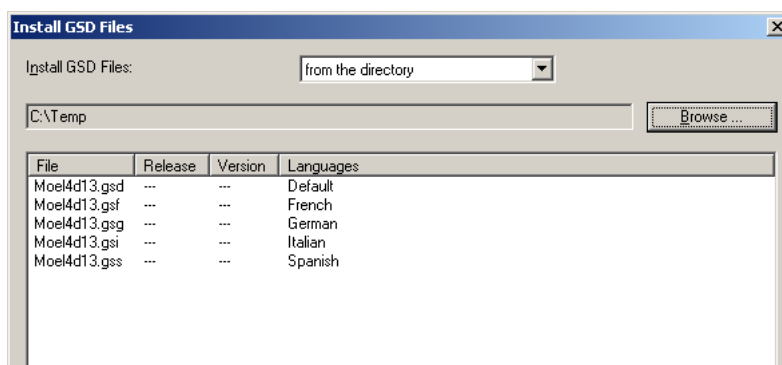 Install GSD Files
Install GSD Files: from the directory
C:\Temp Browse ...
File Release Version Languages
Moel4d13.gsd --- --- Default
Moel4d13.gsf --- --- French
Moel4d13.gsg --- --- German
Moel4d13.gsi --- --- Italian
Moel4d13.gss --- --- Spanish